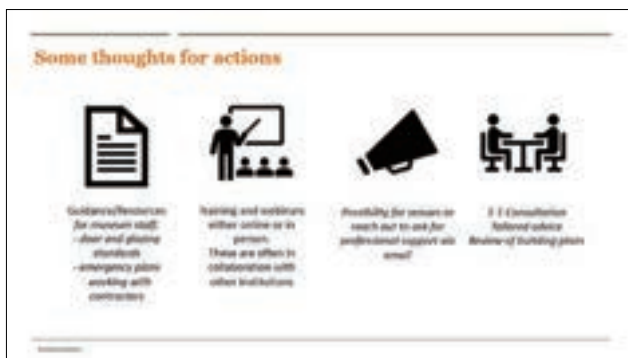 Some thoughts for actions
Guidance/Resources
for museum staff:
- door and glazing
standards
- emergency plans
- working with
contractors
Training and webinars
either online or in
person.
These are often in
collaboration with
other institutions
Possibility for venues to
reach out to ask for
professional support via
email
1-1 Consultation
Tailored advice
Review of building plans